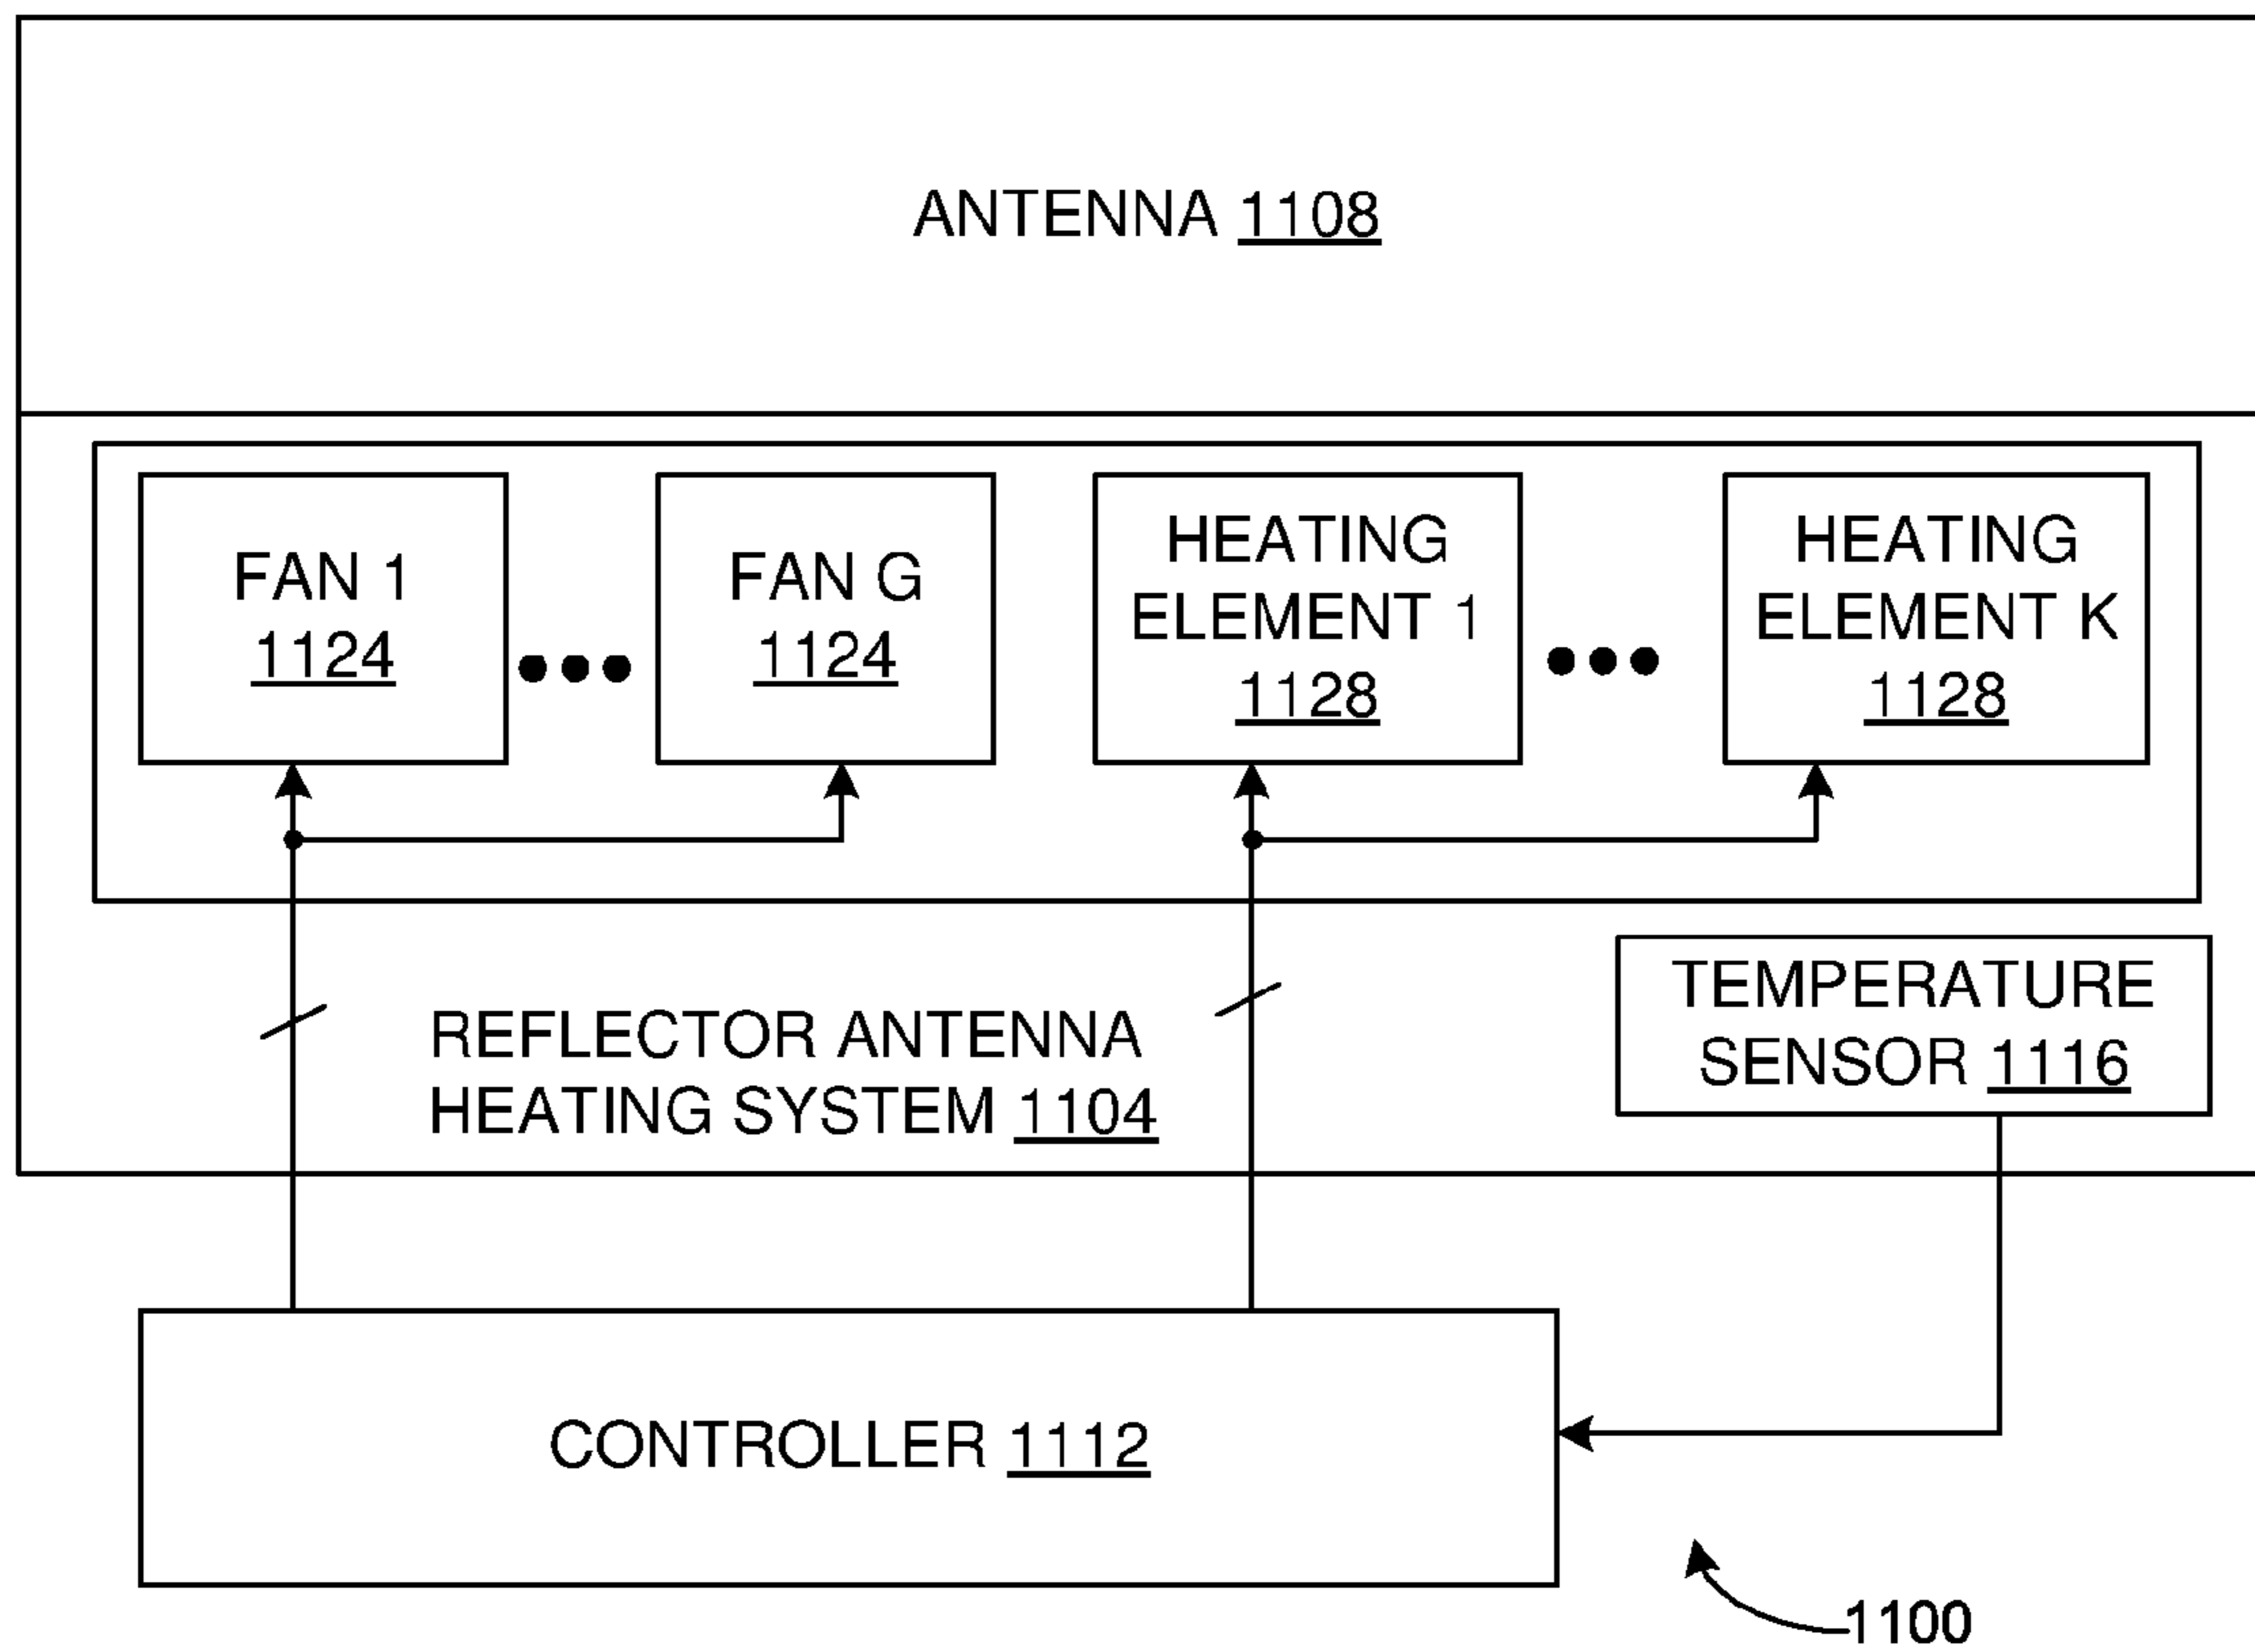 ANTENNA 1108
FAN 1
1124
FAN G
1124
HEATING
ELEMENT 1
1128
HEATING
ELEMENT K
1128
REFLECTOR ANTENNA
HEATING SYSTEM 1104
TEMPERATURE
SENSOR 1116
CONTROLLER 1112
1100